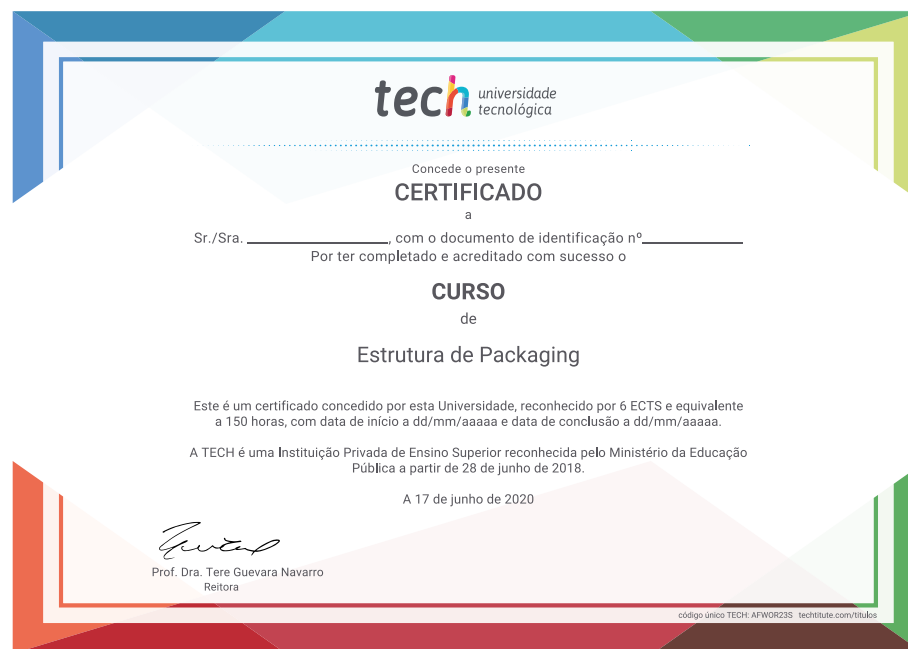 tech universidade
tecnológica
Concede o presente
CERTIFICADO
a
Sr./Sra. ____________________, com o documento de identificação nº______________
Por ter completado e acreditado com sucesso o
CURSO
de
Estrutura de Packaging
Este é um certificado concedido por esta Universidade, reconhecido por 6 ECTS e equivalente
a 150 horas, com data de início a dd/mm/aaaaa e data de conclusão a dd/mm/aaaaa.
A TECH é uma Instituição Privada de Ensino Superior reconhecida pelo Ministério da Educação
Pública a partir de 28 de junho de 2018.
A 17 de junho de 2020
Prof. Dra. Tere Guevara Navarro
Reitora
código único TECH: AFWOR23S techtitute.com/titulos